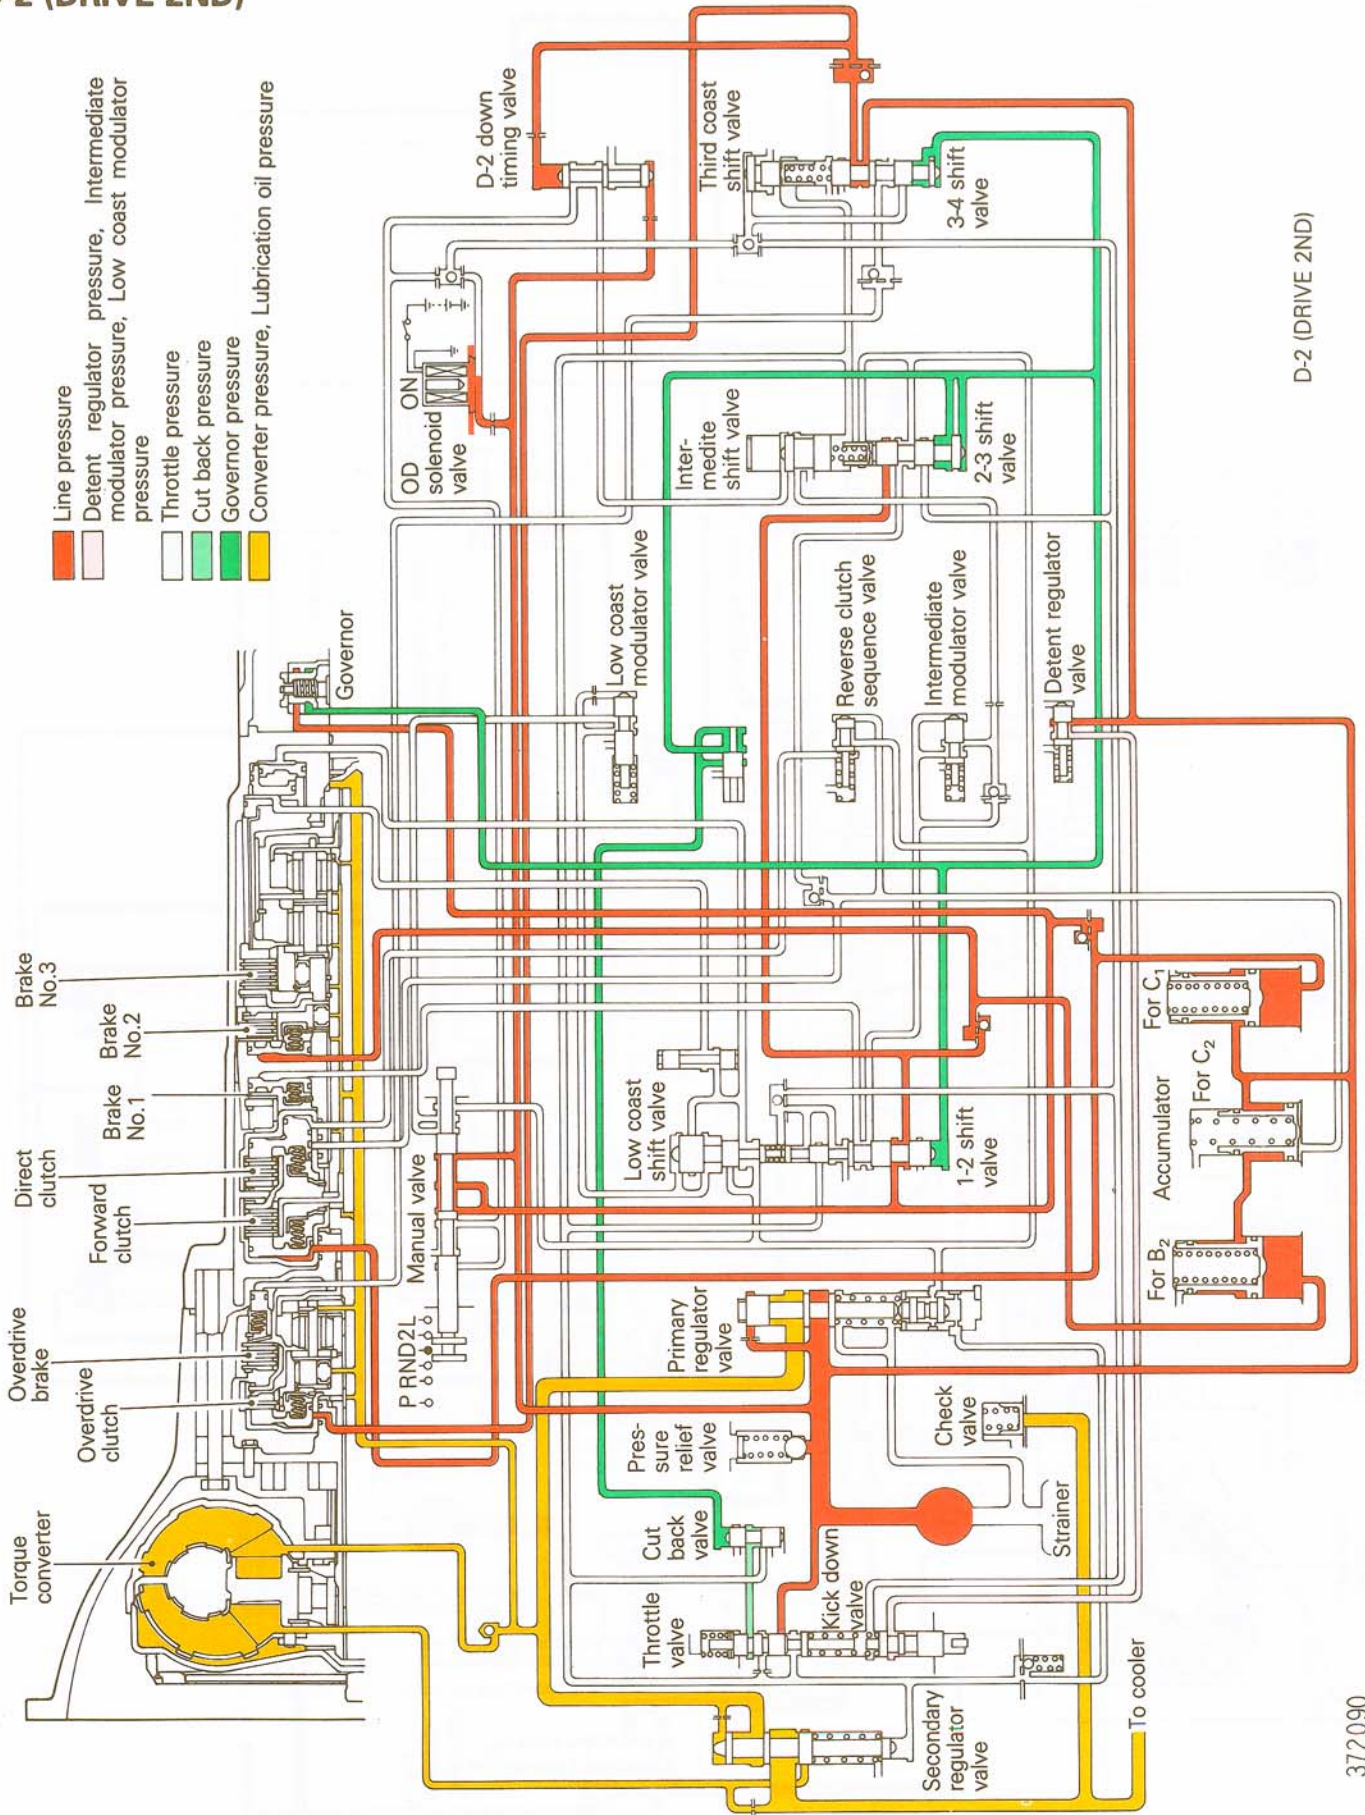 -2 (DRIVE 2ND)
Line pressure
Detent regulator pressure, Intermediate
modulator pressure, Low coast modulator
pressure
Throttle pressure
Cut back pressure
Governor pressure
Converter pressure, Lubrication oil pressure
Torque
converter
Overdrive
clutch
Overdrive
brake
Forward
clutch
Direct
clutch
Brake
No.1
Brake
No.2
Brake
No.3
Governor
P R N D 2 L
Manual valve
OD
solenoid
valve
ON
D-2 down
timing valve
Third coast
shift valve
3-4 shift
valve
Inter-
medite
shift valve
2-3 shift
valve
Low coast
modulator valve
Reverse clutch
sequence valve
Intermediate
modulator valve
Detent regulator
valve
Low coast
shift valve
1-2 shift
valve
Primary
regulator
valve
Pres-
sure
relief
valve
Check
valve
Cut
back
valve
Strainer
Throttle
valve
Kick down
valve
Secondary
regulator
valve
To cooler
For B2
Accumulator
For C2
For C1
D-2 (DRIVE 2ND)
372090